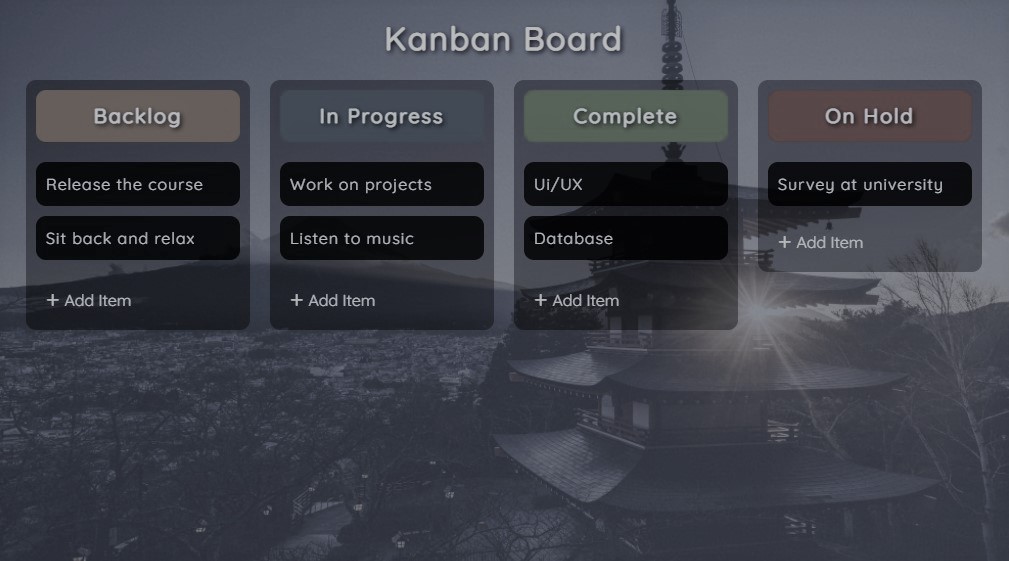 Kanban Board
Backlog
Release the course
Sit back and relax
+ Add Item
In Progress
Work on projects
Listen to music
+ Add Item
Complete
Ui/UX
Database
+ Add Item
On Hold
Survey at university
+ Add Item